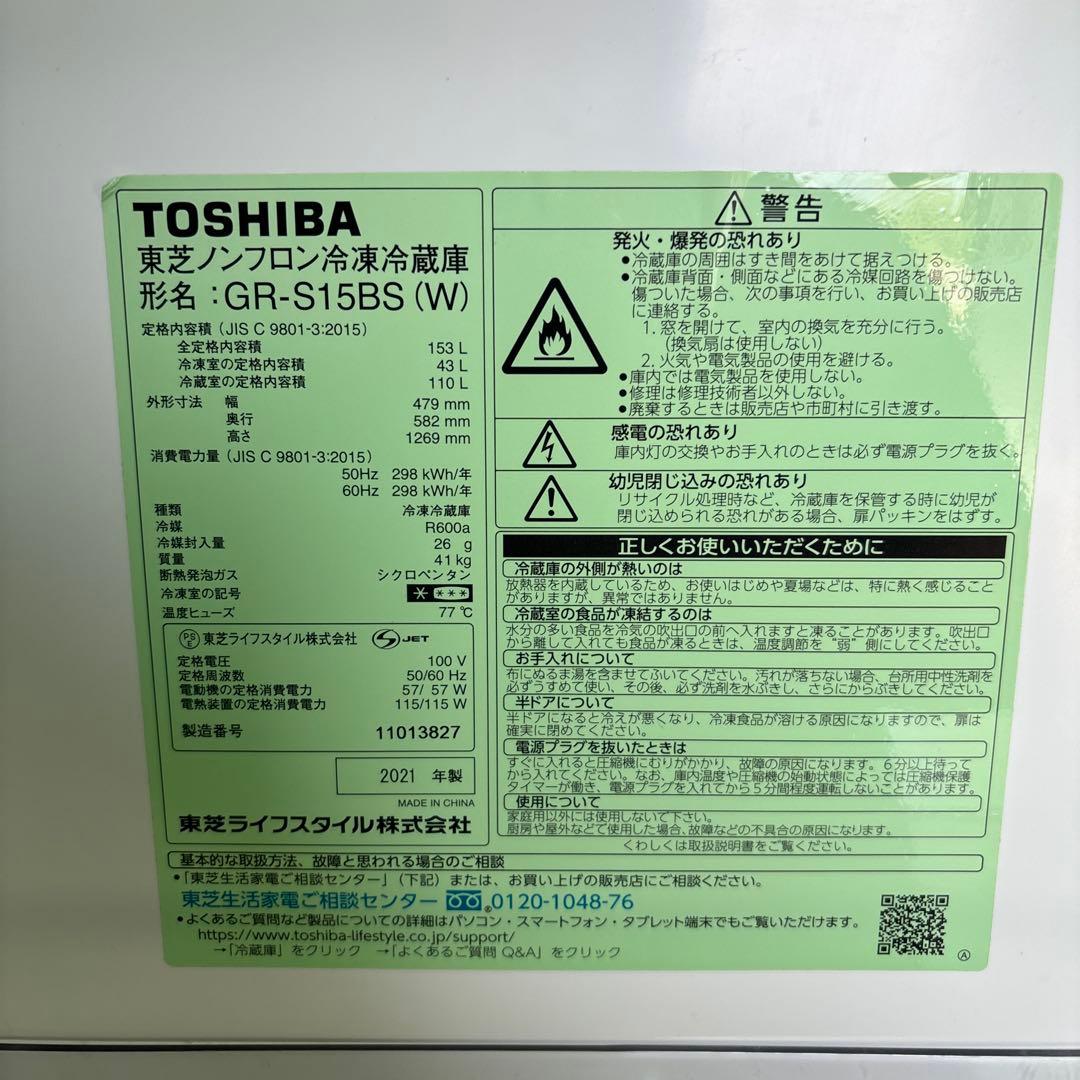 TOSHIBA
東芝ノンフロン冷凍冷蔵庫
形名：GR-S15BS (W)
定格内容積 (JIS C 9801-3:2015)
全定格内容積 153 L
冷凍室の定格内容積 43 L
冷蔵室の定格内容積 110 L
外形寸法 幅 479 mm
奥行 582 mm
高さ 1269 mm
消費電力量 (JIS C 9801-3:2015)
50Hz 298 kWh/年
60Hz 298 kWh/年
種類 冷凍冷蔵庫
冷媒 R600a
冷媒封入量 26 g
質量 41 kg
断熱発泡ガス シクロペンタン
冷凍室の記号
温度ヒューズ 77 ℃
PS E 東芝ライフスタイル株式会社 JET
定格電圧 100 V
定格周波数 50/60 Hz
電動機の定格消費電力 57/ 57 W
電熱装置の定格消費電力 115/115 W
製造番号 11013827
2021 年製
MADE IN CHINA
東芝ライフスタイル株式会社
警告
発火・爆発の恐れあり
●冷蔵庫の周囲はすき間をあけて据えつける。
●冷蔵庫背面・側面などにある冷媒回路を傷つけない。
傷ついた場合、次の事項を行い、お買い上げの販売店
に連絡する。
1. 窓を開けて、室内の換気を充分に行う。
(換気扇は使用しない)
2. 火気や電気製品の使用を避ける。
●庫内では電気製品を使用しない。
●修理は修理技術者以外しない。
●廃棄するときは販売店や市町村に引き渡す。
感電の恐れあり
庫内灯の交換やお手入れのときは必ず電源プラグを抜く。
幼児閉じ込みの恐れあり
リサイクル処理時など、冷蔵庫を保管する時に幼児が
閉じ込められる恐れがある場合、扉パッキンをはずす。
正しくお使いいただくために
冷蔵庫の外側が熱いのは
放熱器を内蔵しているため、お使いはじめや夏場などは、特に熱く感じること
がありますが、異常ではありません。
冷蔵室の食品が凍結するのは
水分の多い食品を冷気の吹出口の前へ入れますと凍ることがあります。吹出口
から離して入れても食品が凍るときは、温度調節を“弱”側にしてください。
お手入れについて
布にぬるま湯を含ませてふいてください。汚れが落ちない場合、台所用中性洗剤を
必ずうすめて使い、その後、必ず洗剤を水ぶきし、さらにからぶきしてください。
半ドアについて
半ドアになると冷えが悪くなり、冷凍食品が溶ける原因になりますので、扉は
確実に閉めてください。
電源プラグを抜いたときは
すぐに入れると圧縮機にむりがかかり、故障の原因になります。6分以上待って
から入れてください。なお、庫内温度や圧縮機の始動状態によっては圧縮機保護
タイマーが働き、電源プラグを入れてから5分間程度運転しないことがあります。
使用について
家庭用以外には使用しないで下さい。
厨房や屋外などで使用した場合、故障などの不具合の原因になります。
くわしくは取扱説明書をご覧ください。
基本的な取扱方法、故障と思われる場合のご相談
●「東芝生活家電ご相談センター」（下記）または、お買い上げの販売店にご相談ください。
東芝生活家電ご相談センター 0120-1048-76
●よくあるご質問など製品についての詳細はパソコン・スマートフォン・タブレット端末でもご覧いただけます。
https://www.toshiba-lifestyle.co.jp/support/
→「冷蔵庫」をクリック →「よくあるご質問 Q&A」をクリック
Ⓐ